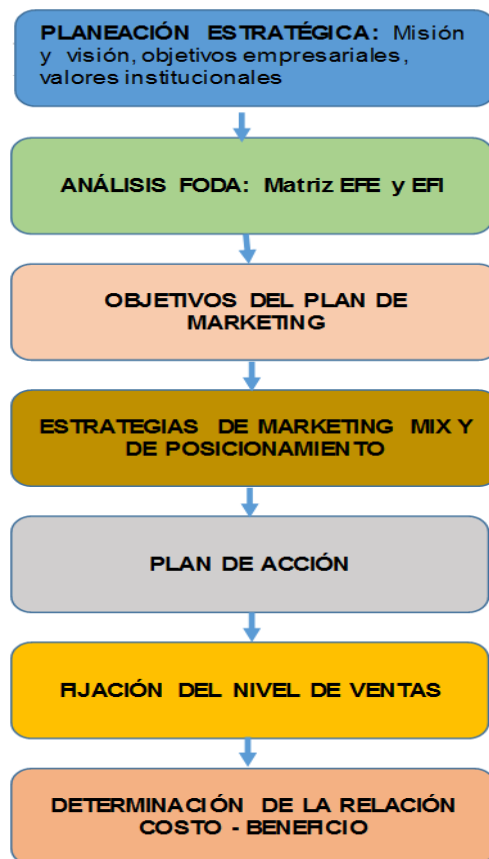 PLANEACIÓN ESTRATÉGICA: Misión
y visión, objetivos empresariales,
valores institucionales
ANÁLISIS FODA: Matriz EFE y EFI
OBJETIVOS DEL PLAN DE
MARKETING
ESTRATEGIAS DE MARKETING MIX Y
DE POSICIONAMIENTO
PLAN DE ACCIÓN
FIJACIÓN DEL NIVEL DE VENTAS
DETERMINACIÓN DE LA RELACIÓN
COSTO - BENEFICIO